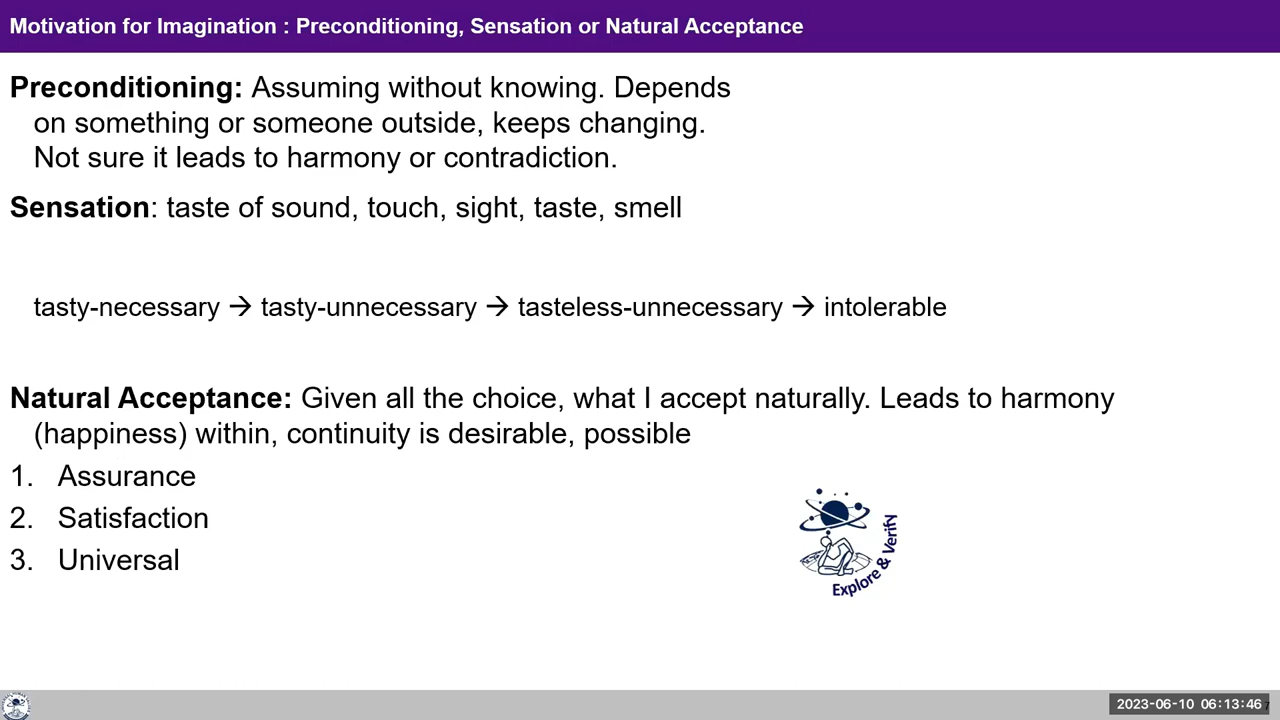 Motivation for Imagination : Preconditioning, Sensation or Natural Acceptance
Preconditioning: Assuming without knowing. Depends
on something or someone outside, keeps changing.
Not sure it leads to harmony or contradiction.
Sensation: taste of sound, touch, sight, taste, smell
tasty-necessary → tasty-unnecessary → tasteless-unnecessary → intolerable
Natural Acceptance: Given all the choice, what I accept naturally. Leads to harmony
(happiness) within, continuity is desirable, possible
1. Assurance
2. Satisfaction
3. Universal
Explore & Verify
2023-06-10 06:13:46
7